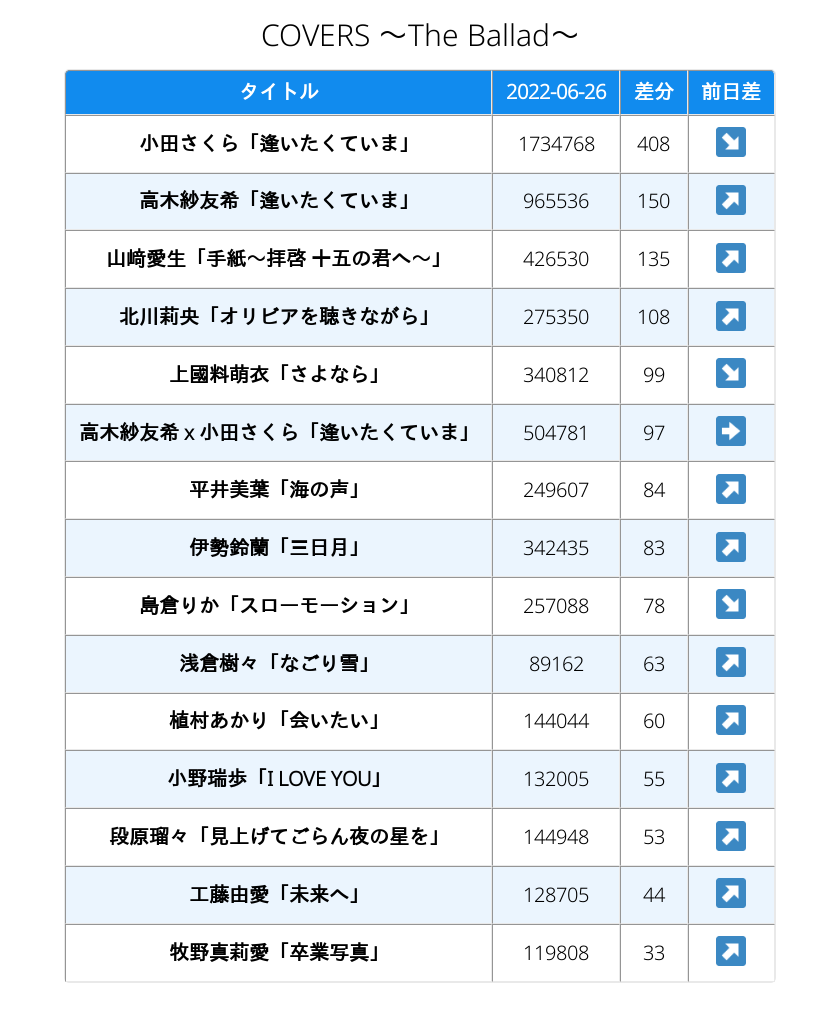 COVERS ～The Ballad～
タイトル 2022-06-26 差分 前日差
小田さくら「逢いたくていま」 1734768 408 ↘
高木紗友希「逢いたくていま」 965536 150 ↗
山﨑愛生「手紙～拝啓 十五の君へ～」 426530 135 ↗
北川莉央「オリビアを聴きながら」 275350 108 ↗
上國料萌衣「さよなら」 340812 99 ↘
高木紗友希 x 小田さくら「逢いたくていま」 504781 97 ➡
平井美葉「海の声」 249607 84 ↗
伊勢鈴蘭「三日月」 342435 83 ↗
島倉りか「スローモーション」 257088 78 ↘
浅倉樹々「なごり雪」 89162 63 ↗
植村あかり「会いたい」 144044 60 ↗
小野瑞歩「I LOVE YOU」 132005 55 ↗
段原瑠々「見上げてごらん夜の星を」 144948 53 ↗
工藤由愛「未来へ」 128705 44 ↗
牧野真莉愛「卒業写真」 119808 33 ↗